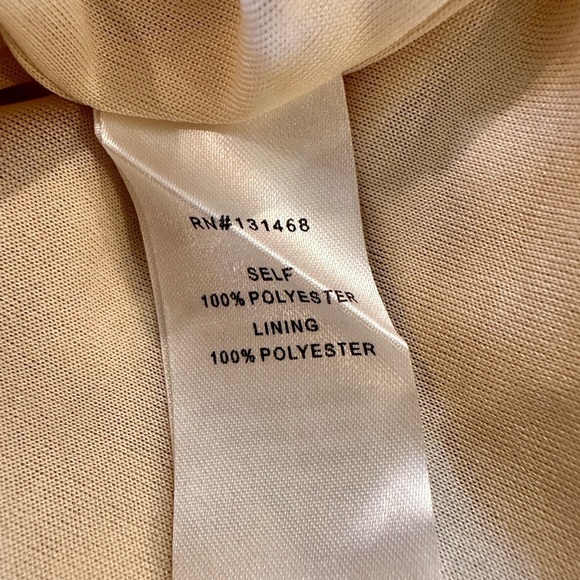 RN#131468
SELF
100% POLYESTER
LINING
100% POLYESTER